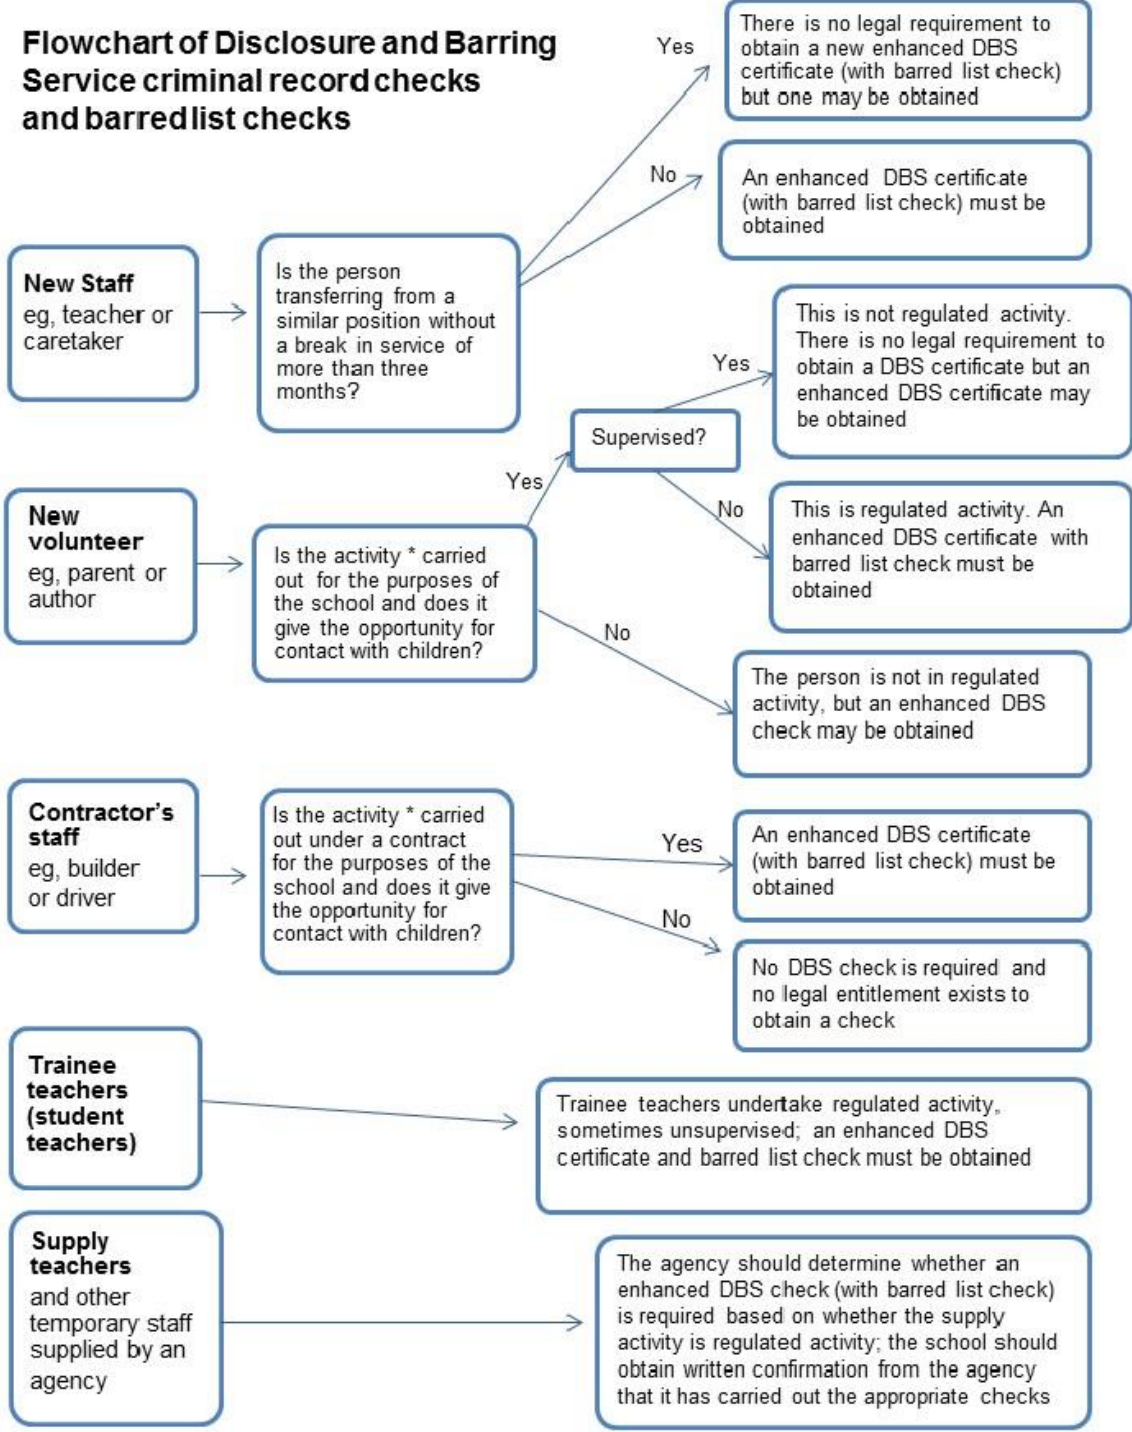 Flowchart of Disclosure and Barring
Service criminal record checks
and barred list checks
New Staff
eg, teacher or
caretaker
Is the person
transferring from a
similar position without
a break in service of
more than three
months?
Yes
There is no legal requirement to
obtain a new enhanced DBS
certificate (with barred list check)
but one may be obtained
No
An enhanced DBS certificate
(with barred list check) must be
obtained
New
volunteer
eg, parent or
author
Is the activity * carried
out for the purposes of
the school and does it
give the opportunity for
contact with children?
Yes
Supervised?
Yes
This is not regulated activity.
There is no legal requirement to
obtain a DBS certificate but an
enhanced DBS certificate may
be obtained
No
This is regulated activity. An
enhanced DBS certificate with
barred list check must be
obtained
No
The person is not in regulated
activity, but an enhanced DBS
check may be obtained
Contractor's
staff
eg, builder
or driver
Is the activity * carried
out under a contract
for the purposes of the
school and does it give
the opportunity for
contact with children?
Yes
An enhanced DBS certificate
(with barred list check) must be
obtained
No
No DBS check is required and
no legal entitlement exists to
obtain a check
Trainee
teachers
(student
teachers)
Trainee teachers undertake regulated activity,
sometimes unsupervised; an enhanced DBS
certificate and barred list check must be obtained
Supply
teachers
and other
temporary staff
supplied by an
agency
The agency should determine whether an
enhanced DBS check (with barred list check)
is required based on whether the supply
activity is regulated activity; the school should
obtain written confirmation from the agency
that it has carried out the appropriate checks